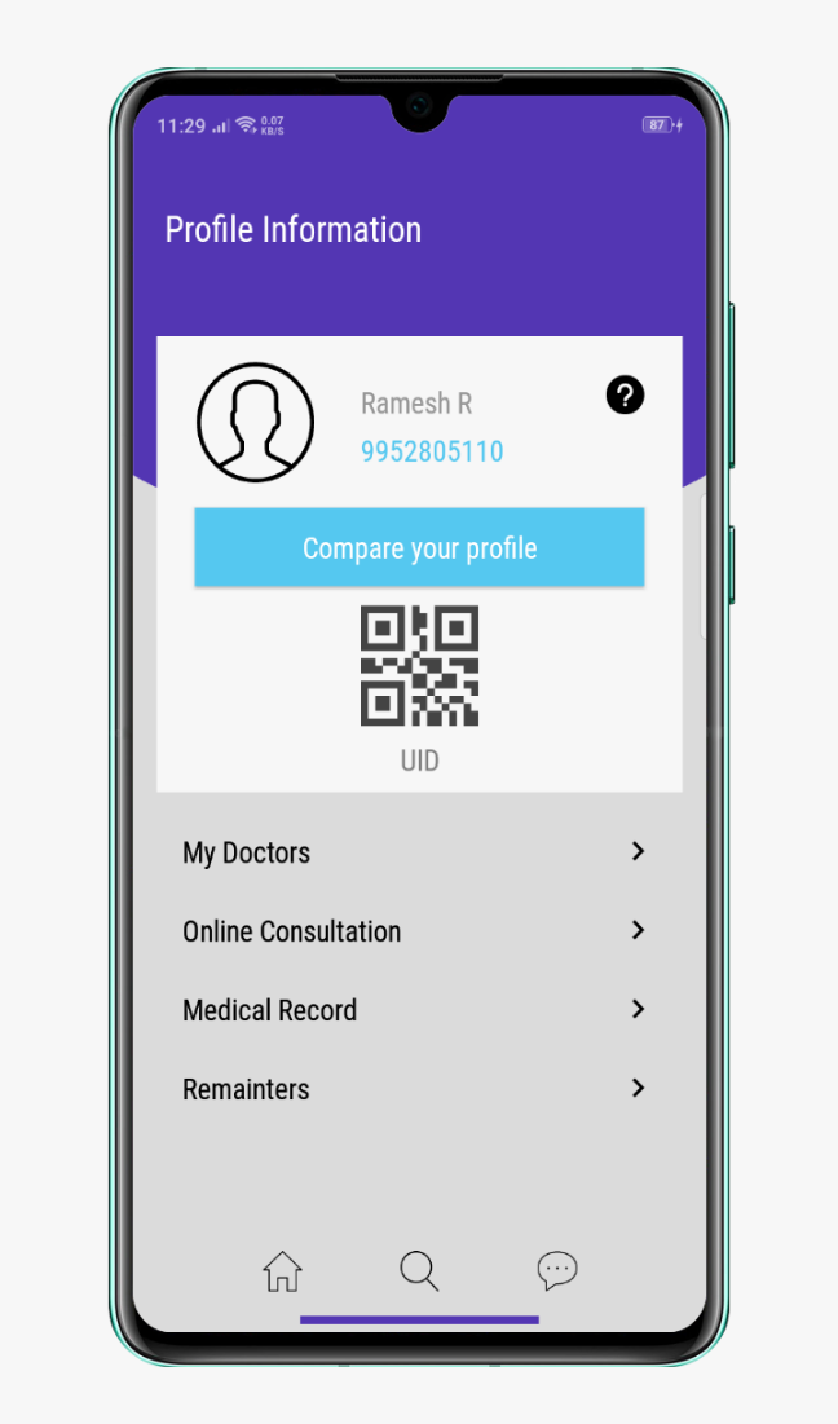 11:29 0.07 KB/S 87
Profile Information
Ramesh R
?
9952805110
Compare your profile
UID
My Doctors
Online Consultation
Medical Record
Remainters